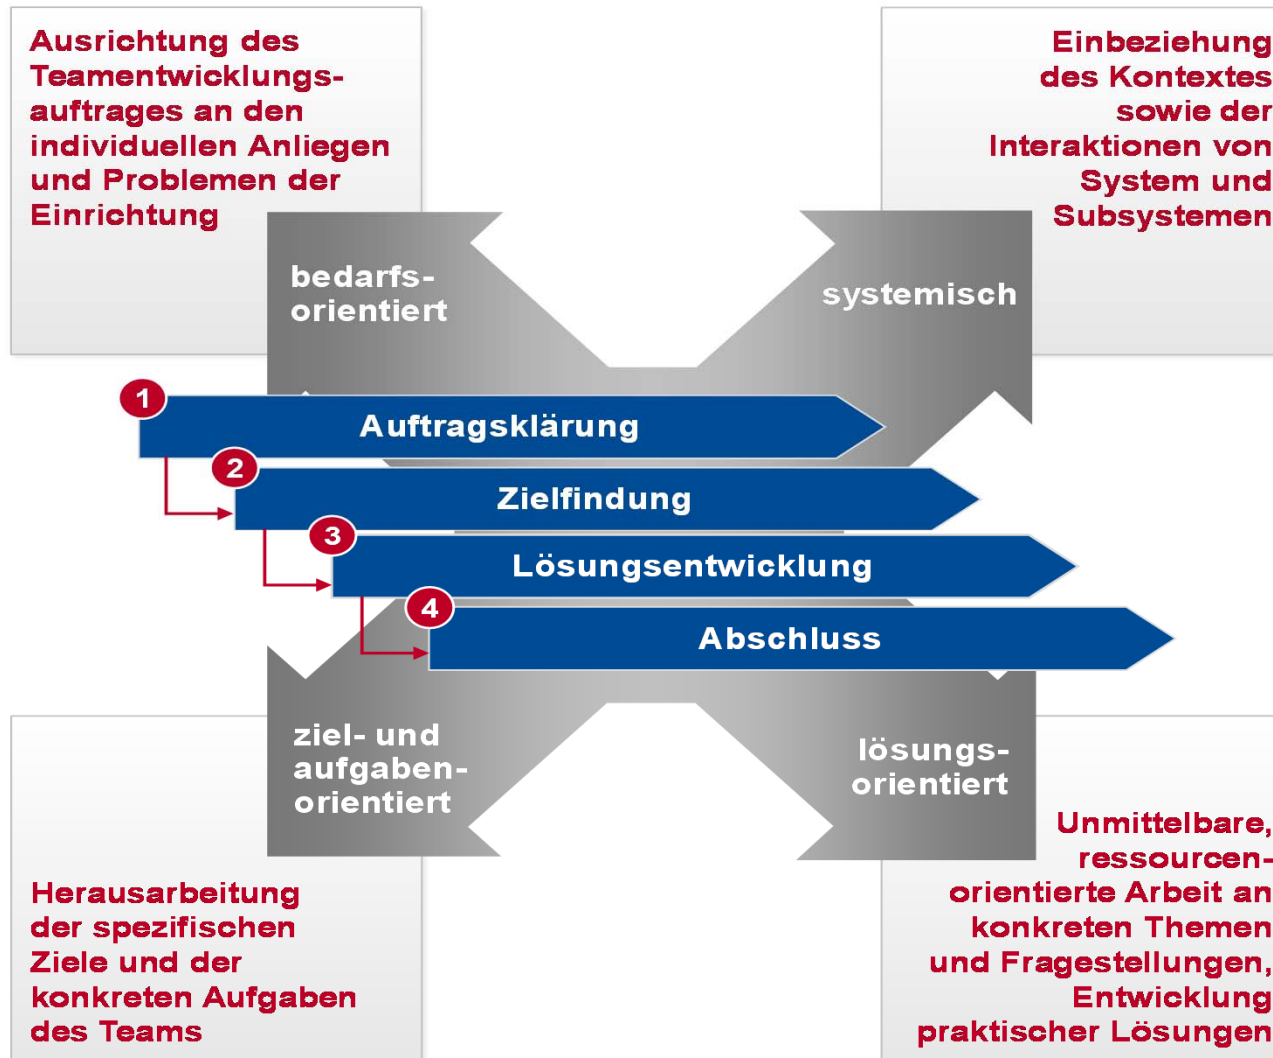 Ausrichtung des
Teamentwicklungs-
auftrages an den
individuellen Anliegen
und Problemen der
Einrichtung
Einbeziehung
des Kontextes
sowie der
Interaktionen von
System und
Subsystemen
bedarfs-
orientiert
systemisch
1
Auftragsklärung
2
Zielfindung
3
Lösungsentwicklung
4
Abschluss
ziel- und
aufgaben-
orientiert
lösungs-
orientiert
Herausarbeitung
der spezifischen
Ziele und der
konkreten Aufgaben
des Teams
Unmittelbare,
ressourcen-
orientierte Arbeit an
konkreten Themen
und Fragestellungen,
Entwicklung
praktischer Lösungen